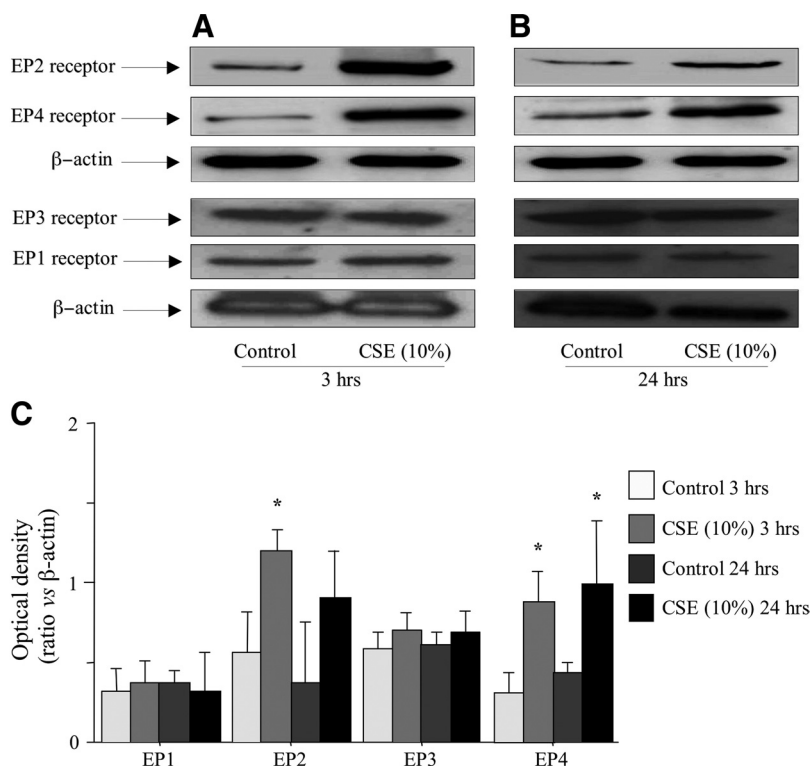 A
B
EP2 receptor
EP4 receptor
β–actin
EP3 receptor
EP1 receptor
β–actin
Control CSE (10%)
3 hrs
Control CSE (10%)
24 hrs
C
2
1
0
Optical density
(ratio vs β-actin)
*
*
*
EP1 EP2 EP3 EP4
Control 3 hrs
CSE (10%) 3 hrs
Control 24 hrs
CSE (10%) 24 hrs